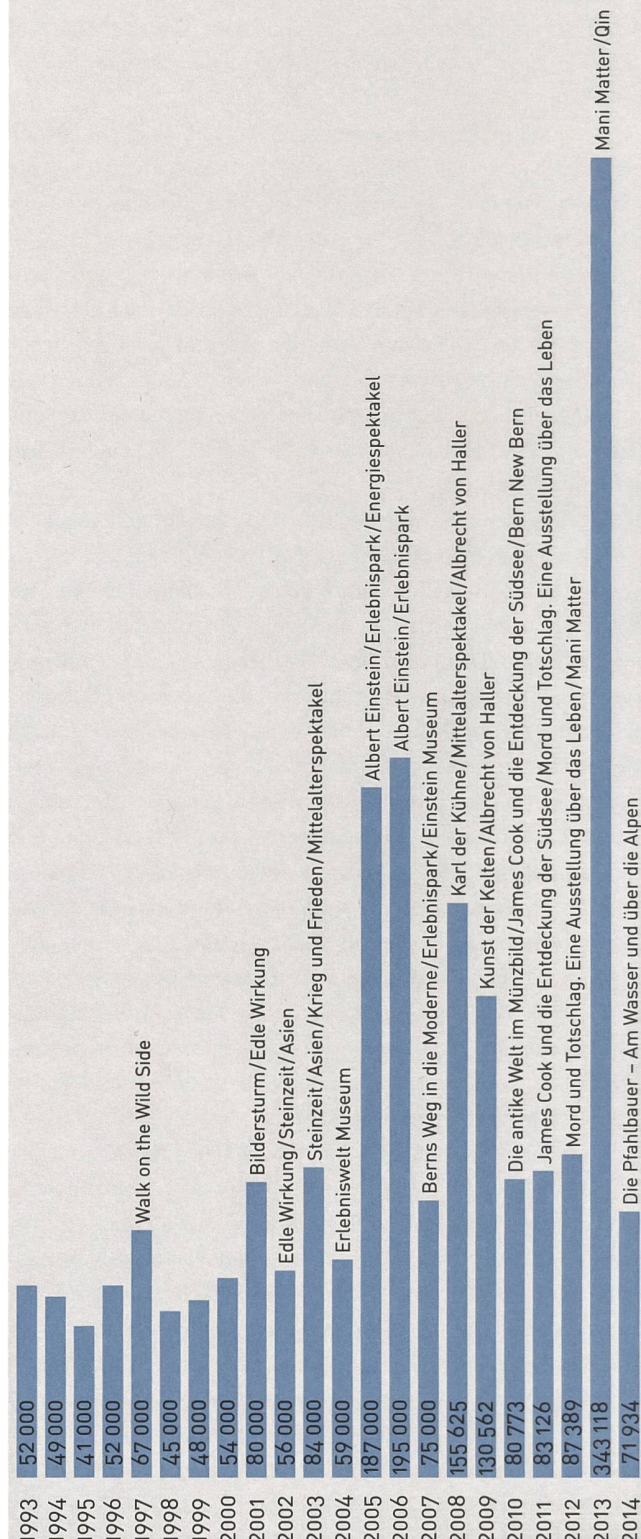 1993 52 000
1994 49 000
1995 41 000
1996 52 000
1997 67 000 Walk on the Wild Side
1998 45 000
1999 48 000
2000 54 000
2001 80 000 Bildersturm/Edle Wirkung
2002 56 000 Edle Wirkung/Steinzeit/Asien
2003 84 000 Steinzeit/Asien/Krieg und Frieden/Mittelalterspektakel
2004 59 000 Erlebniswelt Museum
2005 187 000 Albert Einstein/Erlebnispark/Energiespektakel
2006 195 000 Albert Einstein/Erlebnispark
2007 75 000 Berns Weg in die Moderne/Erlebnispark/Einstein Museum
2008 155 625 Karl der Kühne/Mittelalterspektakel/Albrecht von Haller
2009 130 562 Kunst der Kelten/Albrecht von Haller
2010 80 773 Die antike Welt im Münzbild/James Cook und die Entdeckung der Südsee/Bern New Bern
2011 83 126 James Cook und die Entdeckung der Südsee/Mord und Totschlag. Eine Ausstellung über das Leben
2012 87 389 Mord und Totschlag. Eine Ausstellung über das Leben/Mani Matter
2013 343 118 Mani Matter/Qin
2014 71 934 Die Pfahlbauer – Am Wasser und über die Alpen